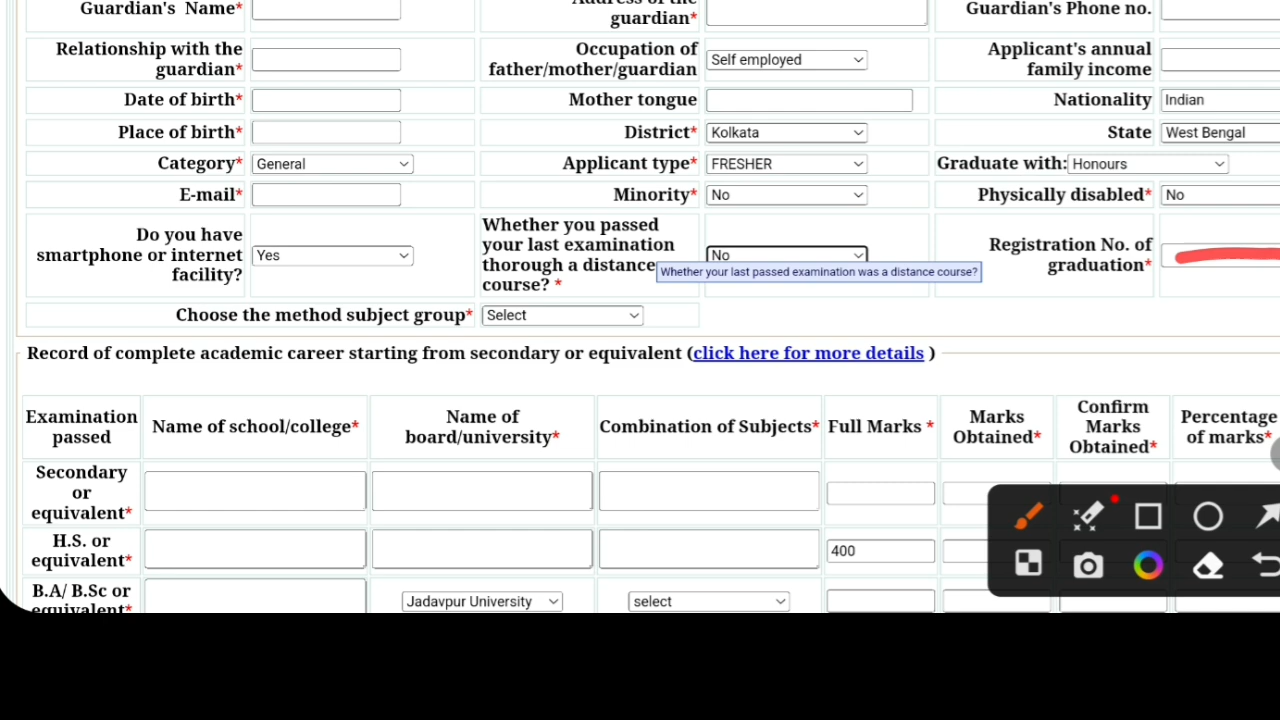 Guardian's Name*
guardian*
Guardian's Phone no.
Relationship with the
guardian*
Occupation of
father/mother/guardian
Self employed
Applicant's annual
family income
Date of birth*
Mother tongue
Nationality
Indian
Place of birth*
District*
Kolkata
State
West Bengal
Category*
General
Applicant type*
FRESHER
Graduate with:
Honours
E-mail*
Minority*
No
Physically disabled*
No
Do you have
smartphone or internet
facility?
Yes
Whether you passed
your last examination
thorough a distance
course? *
No
Whether your last passed examination was a distance course?
Registration No. of
graduation*
Choose the method subject group*
Select
Record of complete academic career starting from secondary or equivalent (click here for more details )
Examination
passed
Name of school/college*
Name of
board/university*
Combination of Subjects*
Full Marks *
Marks
Obtained*
Confirm
Marks
Obtained*
Percentage
of marks*
Secondary
or
equivalent*
H.S. or
equivalent*
400
B.A/ B.Sc or
equivalent*
Jadavpur University
select